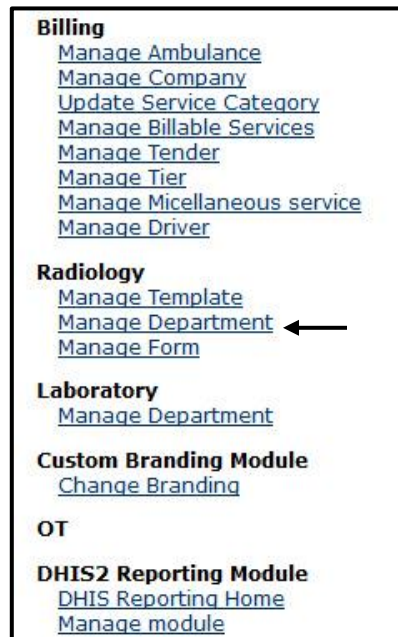 Billing
Manage Ambulance
Manage Company
Update Service Category
Manage Billable Services
Manage Tender
Manage Tier
Manage Micellaneous service
Manage Driver
Radiology
Manage Template
Manage Department
Manage Form
Laboratory
Manage Department
Custom Branding Module
Change Branding
OT
DHIS2 Reporting Module
DHIS Reporting Home
Manage module